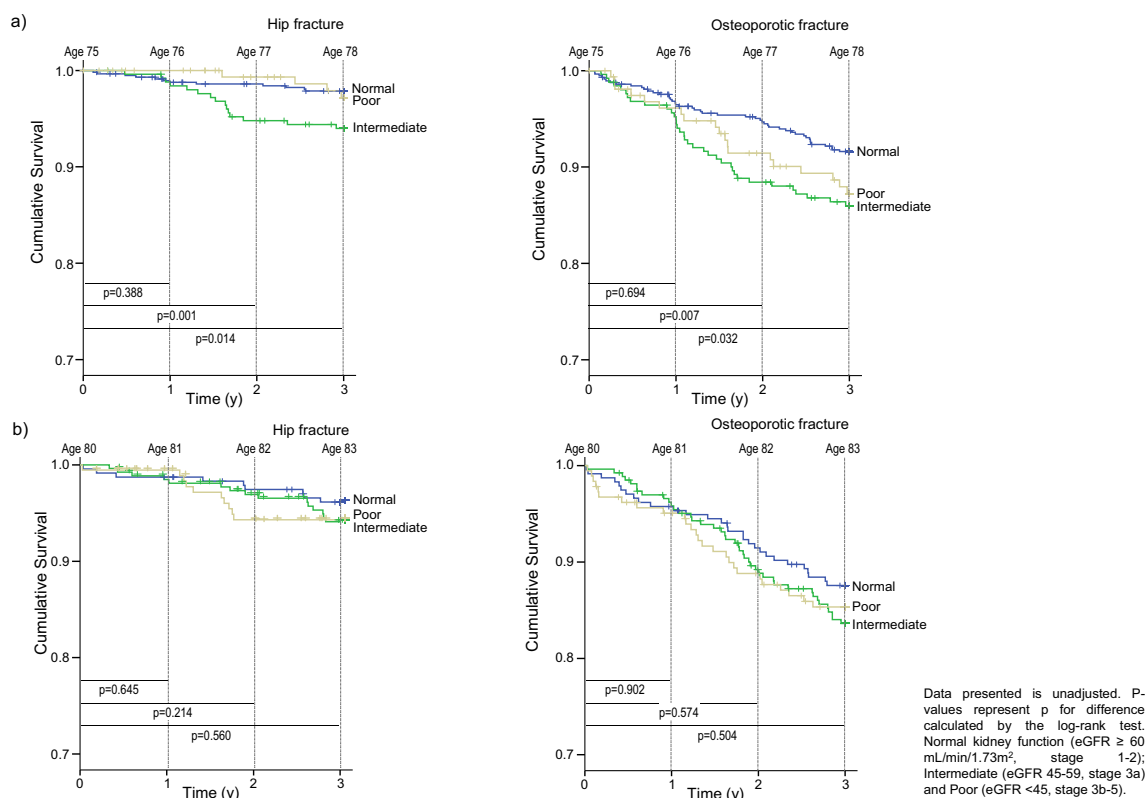 a)
Hip fracture
Age 75 Age 76 Age 77 Age 78
1.0
0.9
0.8
0.7
Cumulative Survival
Normal
Poor
Intermediate
p=0.388
p=0.001
p=0.014
0 1 2 3
Time (y)
Osteoporotic fracture
Age 75 Age 76 Age 77 Age 78
1.0
0.9
0.8
0.7
Cumulative Survival
Normal
Poor
Intermediate
p=0.694
p=0.007
p=0.032
0 1 2 3
Time (y)
b)
Hip fracture
Age 80 Age 81 Age 82 Age 83
1.0
0.9
0.8
0.7
Cumulative Survival
Normal
Poor
Intermediate
p=0.645
p=0.214
p=0.560
0 1 2 3
Time (y)
Osteoporotic fracture
Age 80 Age 81 Age 82 Age 83
1.0
0.9
0.8
0.7
Cumulative Survival
Normal
Poor
Intermediate
p=0.902
p=0.574
p=0.504
0 1 2 3
Time (y)
Data presented is unadjusted. P-
values represent p for difference
calculated by the log-rank test.
Normal kidney function (eGFR ≥ 60
mL/min/1.73m², stage 1-2);
Intermediate (eGFR 45-59, stage 3a)
and Poor (eGFR <45, stage 3b-5).